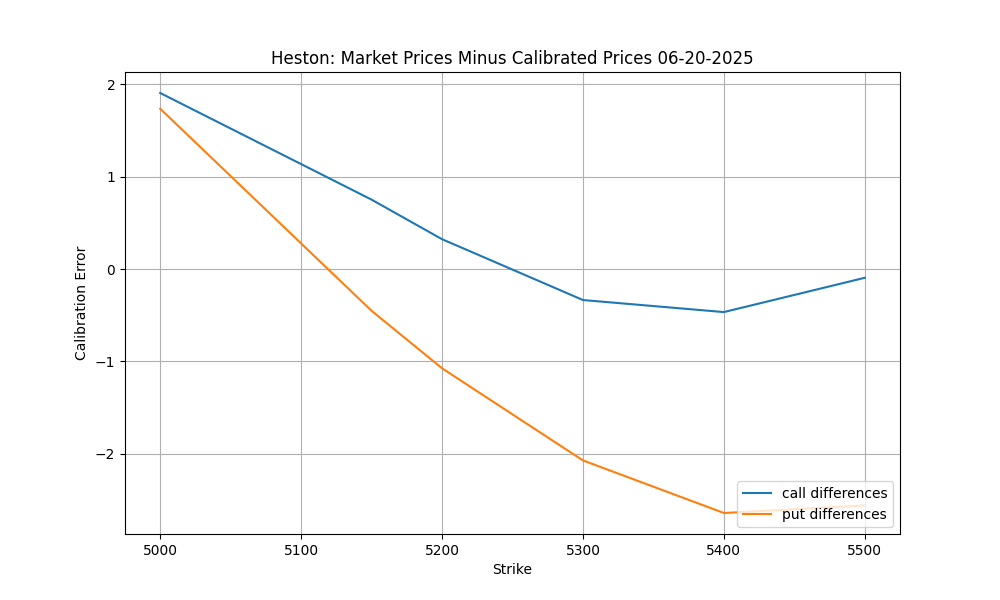 Heston: Market Prices Minus Calibrated Prices 06-20-2025
2
1
0
−1
−2
Calibration Error
call differences
put differences
5000 5100 5200 5300 5400 5500
Strike